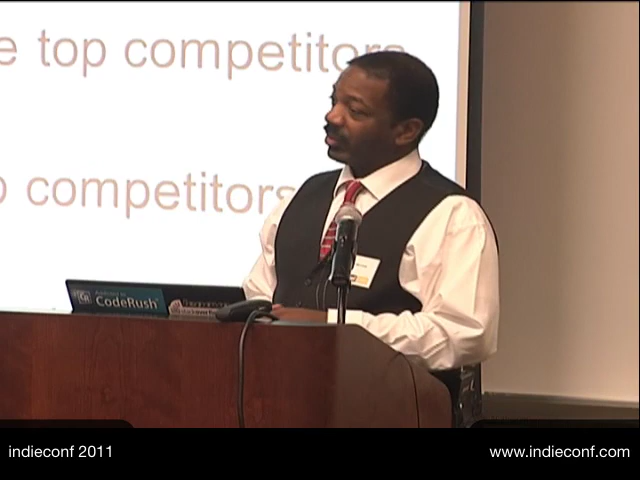 e top competitors
competitors
CodeRush
indieconf 2011
www.indieconf.com